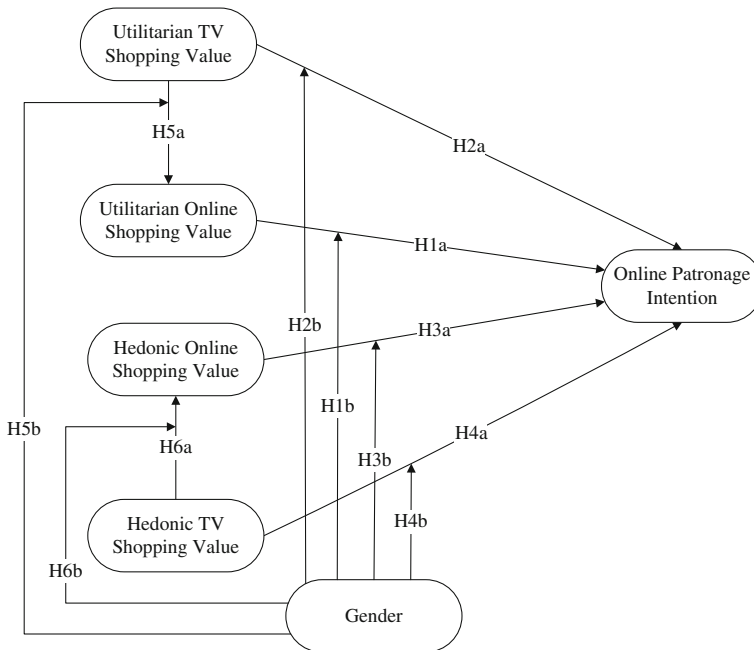 Utilitarian TV
Shopping Value
H5a
H2a
Utilitarian Online
Shopping Value
H1a
Online Patronage
Intention
H2b
H3a
Hedonic Online
Shopping Value
H1b
H5b
H6a
H4a
H3b
Hedonic TV
Shopping Value
H4b
H6b
Gender